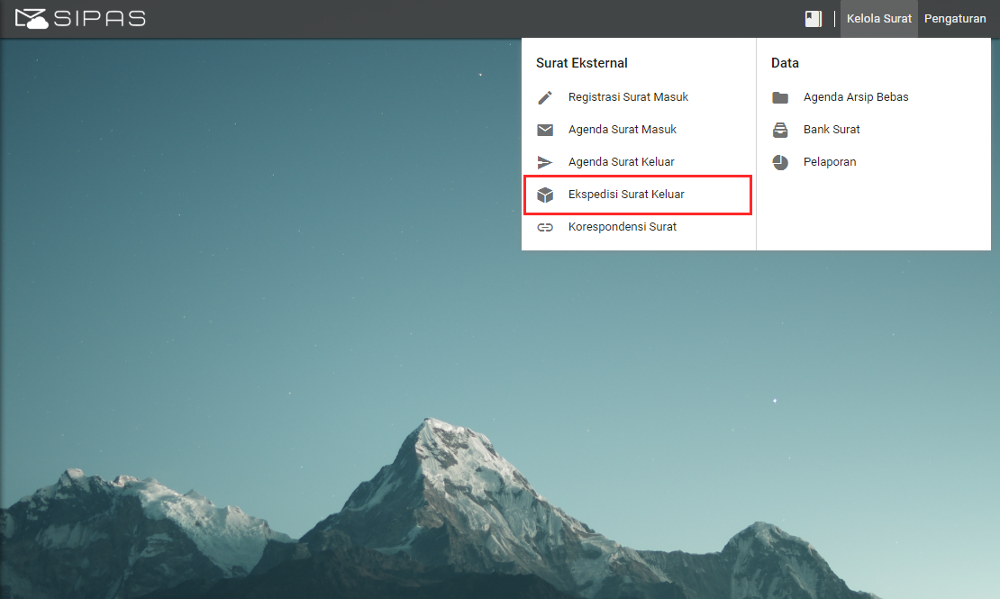 SIPAS
Kelola Surat
Pengaturan
Surat Eksternal
Registrasi Surat Masuk
Agenda Surat Masuk
Agenda Surat Keluar
Ekspedisi Surat Keluar
Korespondensi Surat
Data
Agenda Arsip Bebas
Bank Surat
Pelaporan